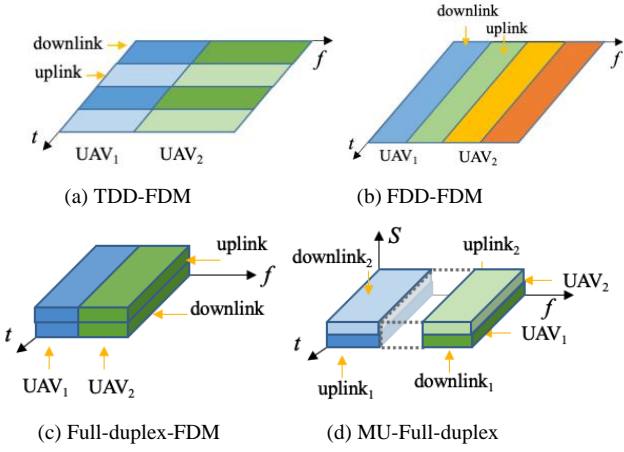 downlink
uplink
f
t
UAV1
UAV2
(a) TDD-FDM
downlink
uplink
f
t
UAV1
UAV2
(b) FDD-FDM
uplink
f
downlink
t
UAV1
UAV2
(c) Full-duplex-FDM
S
downlink2
uplink2
UAV2
f
UAV1
t
uplink1
downlink1
(d) MU-Full-duplex